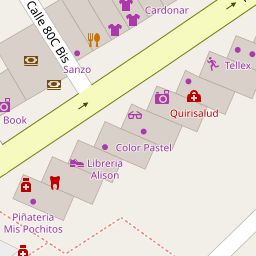 Cardonar
Calle 80C Bis
Sanzo
Tellex
Book
Quirisalud
Color Pastel
Libreria
Alison
Piñateria
Mis Pochitos